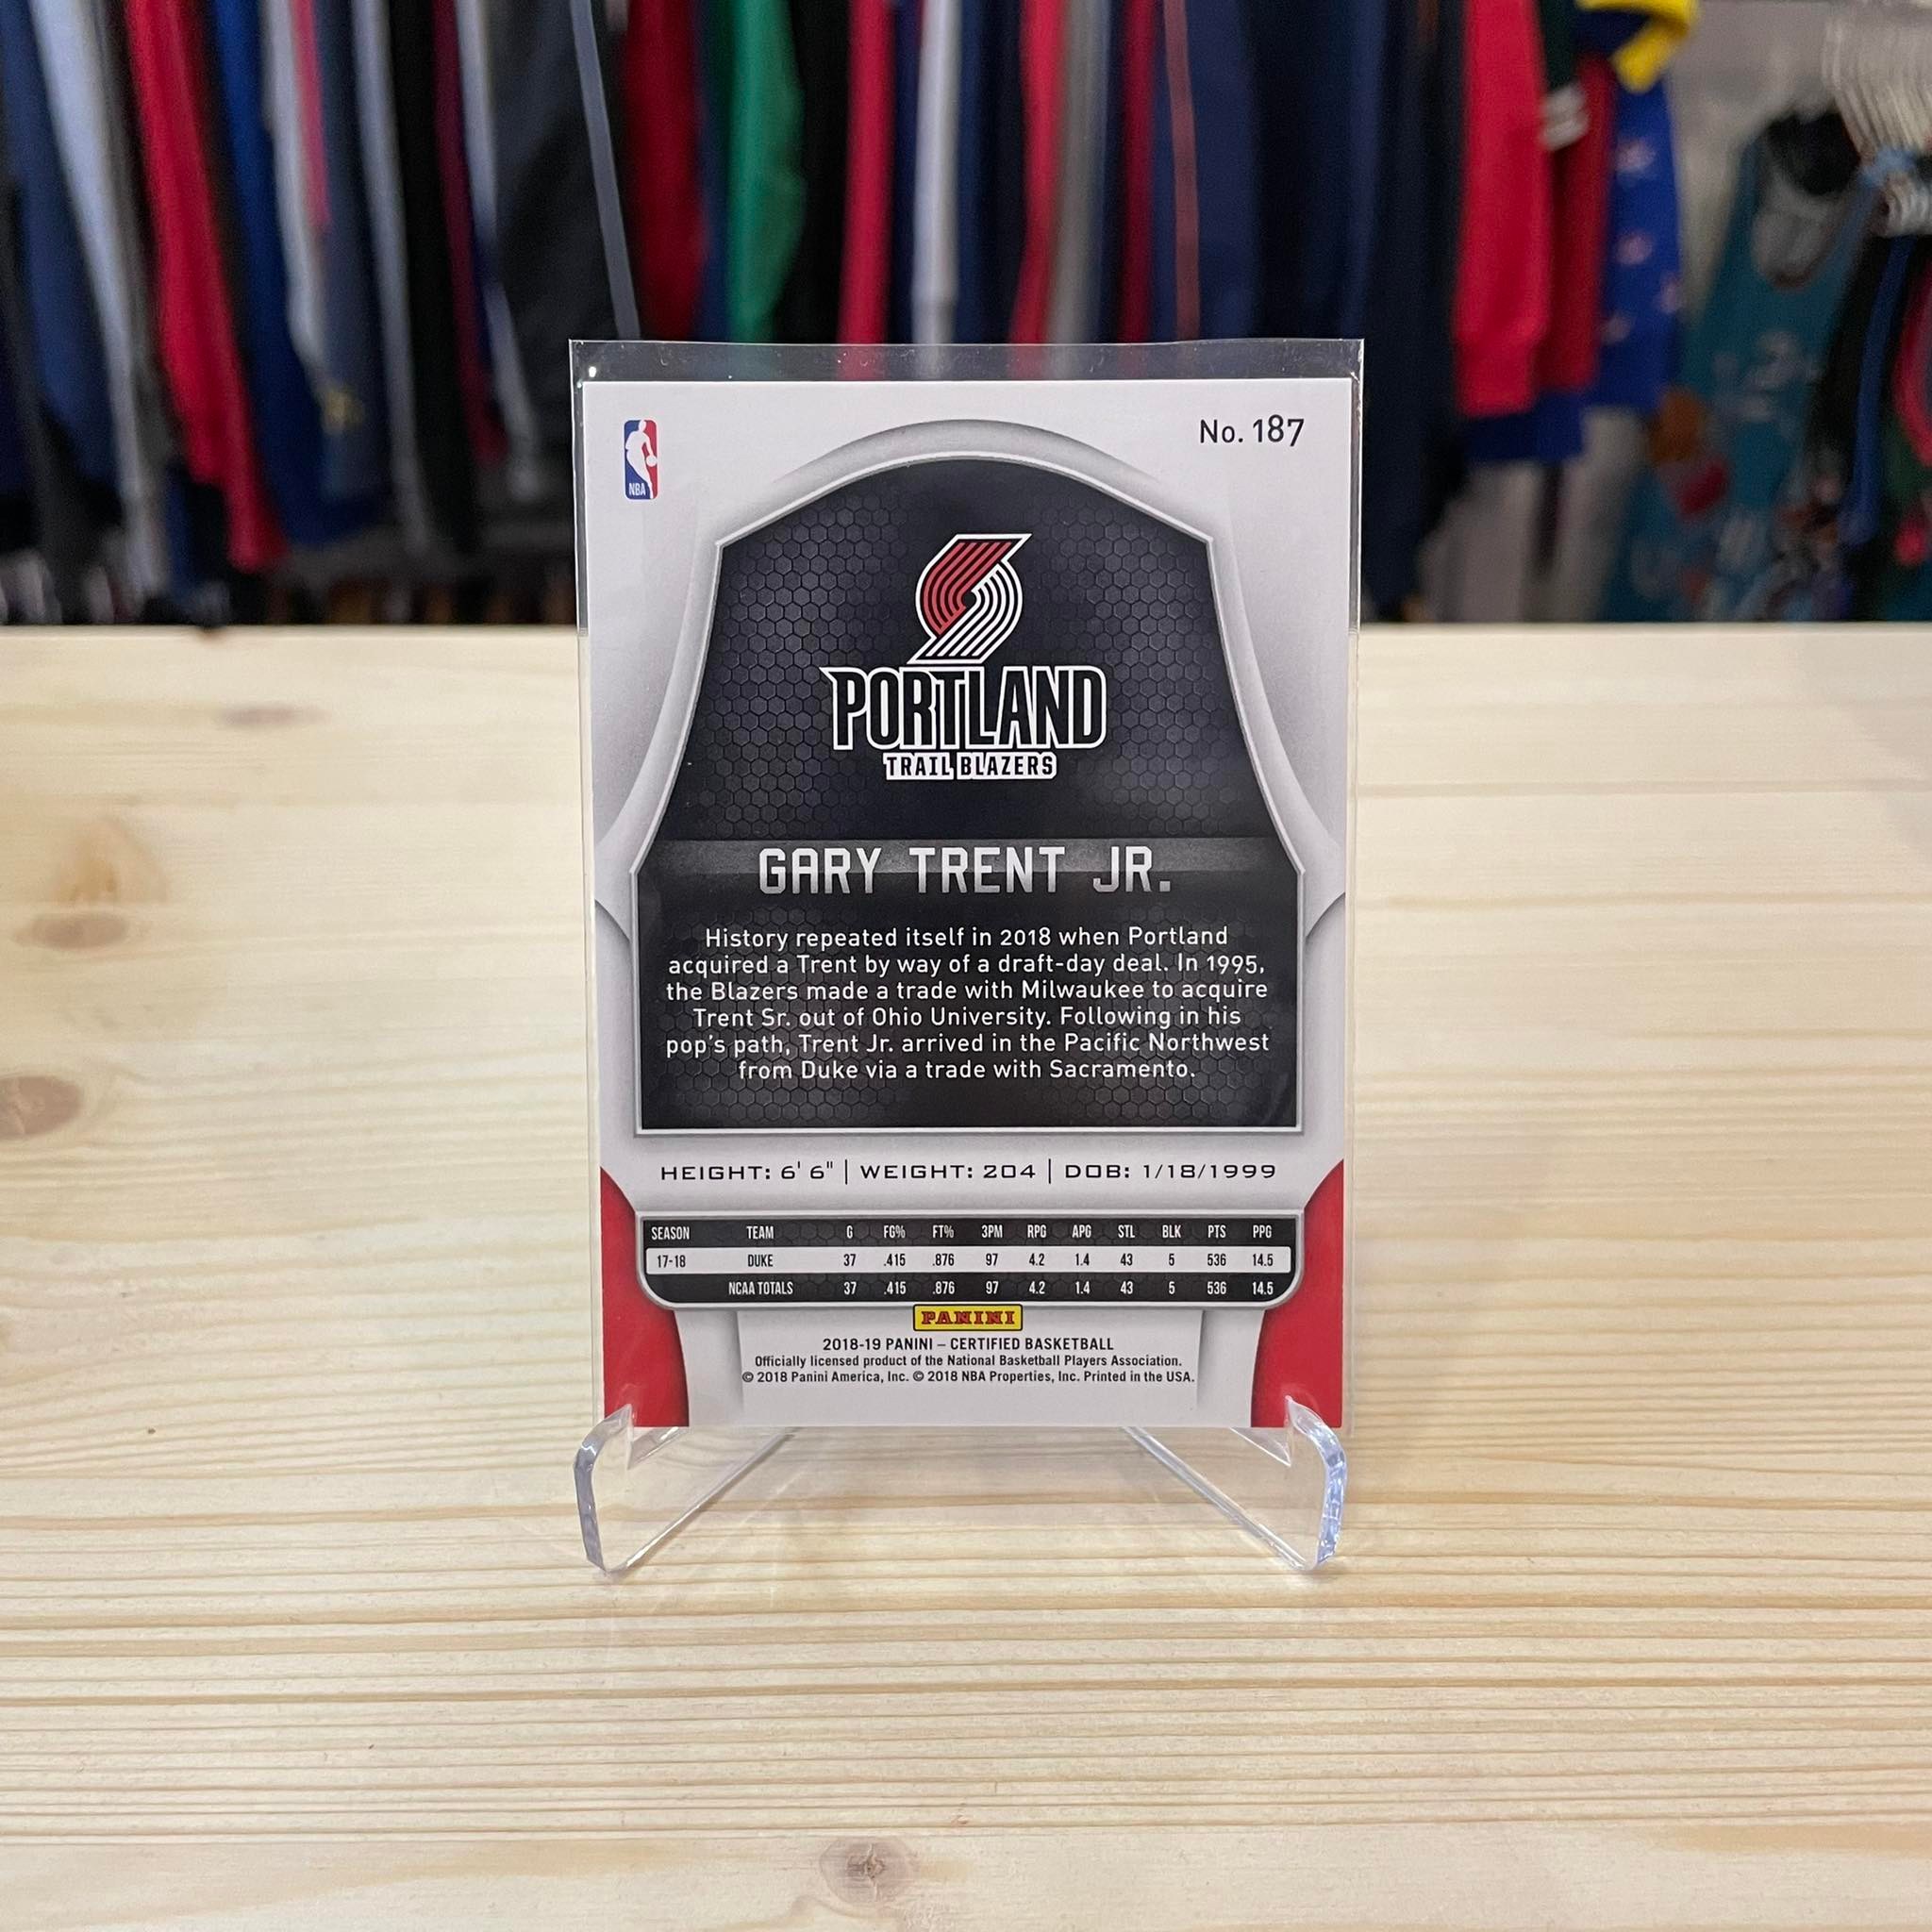 No. 187
NBA
PORTLAND
TRAIL BLAZERS
GARY TRENT JR.
History repeated itself in 2018 when Portland
acquired a Trent by way of a draft-day deal. In 1995,
the Blazers made a trade with Milwaukee to acquire
Trent Sr. out of Ohio University. Following in his
pop's path, Trent Jr. arrived in the Pacific Northwest
from Duke via a trade with Sacramento.
HEIGHT: 6' 6" | WEIGHT: 204 | DOB: 1/18/1999
SEASON TEAM G FG% FT% 3PM RPG APG STL BLK PTS PPG
17-18 DUKE 37 .415 .876 97 4.2 1.4 43 5 536 14.5
NCAA TOTALS 37 .415 .876 97 4.2 1.4 43 5 536 14.5
PANINI
2018-19 PANINI – CERTIFIED BASKETBALL
Officially licensed product of the National Basketball Players Association.
© 2018 Panini America, Inc. © 2018 NBA Properties, Inc. Printed in the USA.